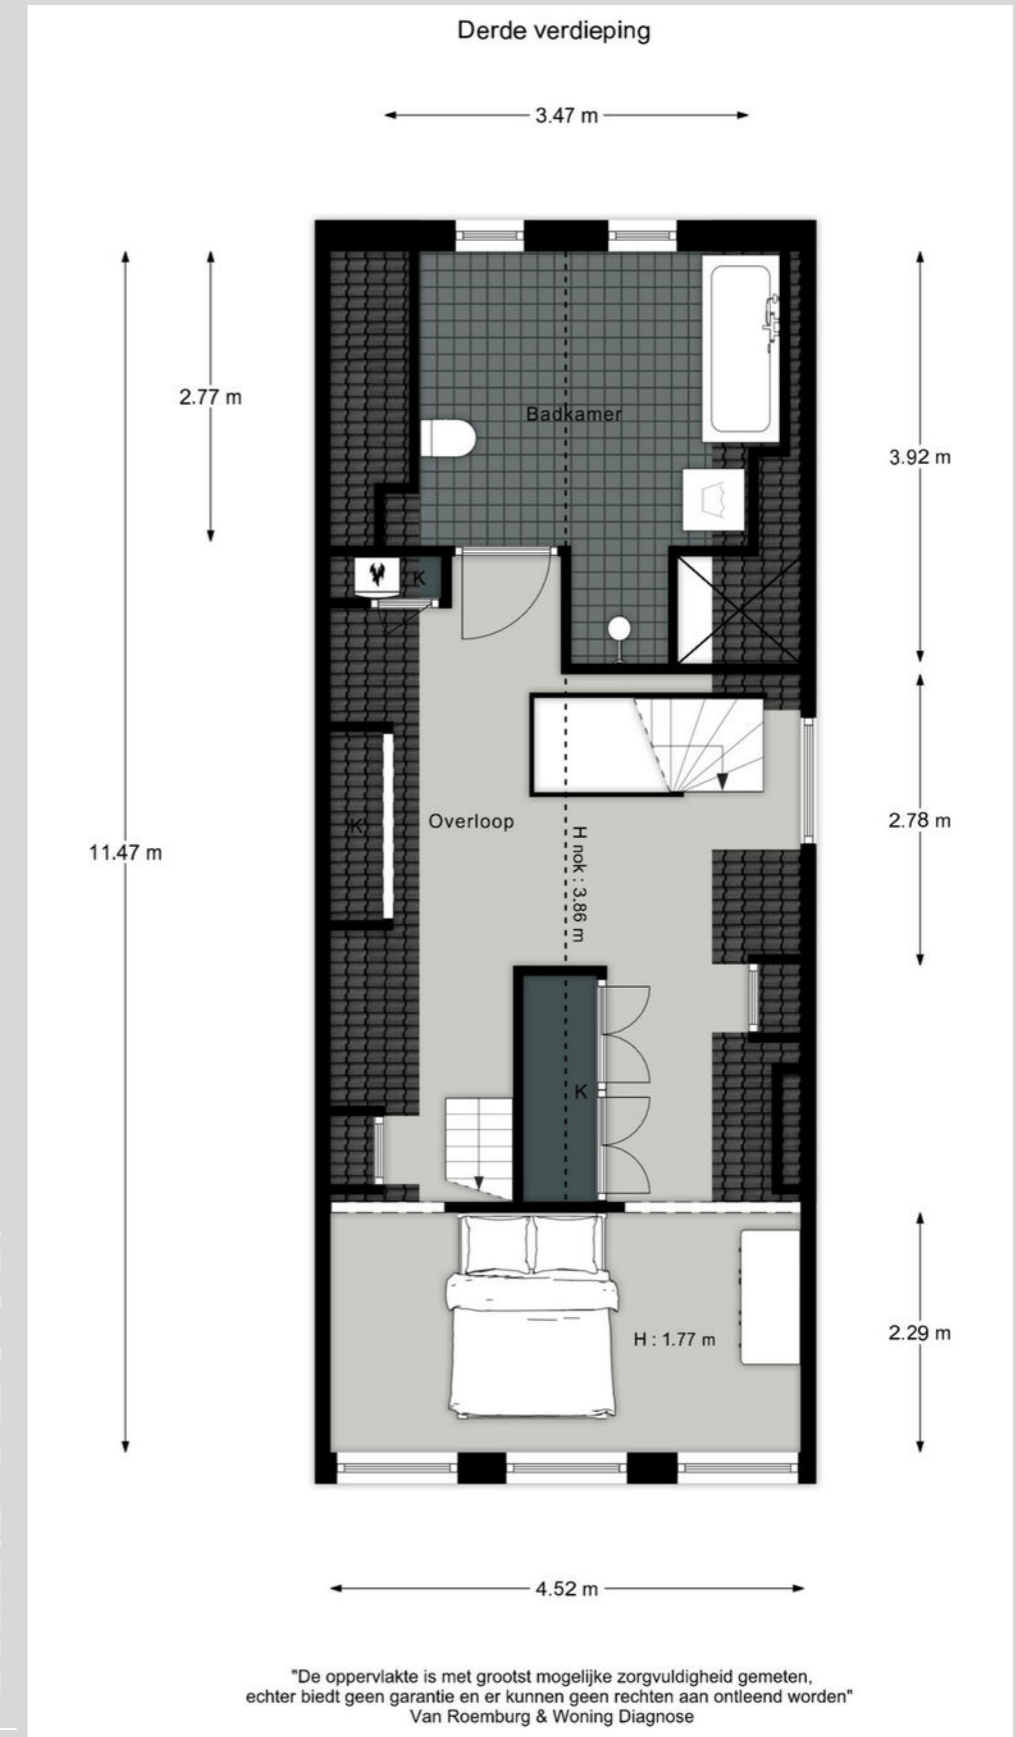 Derde verdieping
3.47 m
2.77 m
Badkamer
3.92 m
K
Overloop
K
H nok : 3.86 m
2.78 m
11.47 m
K
H : 1.77 m
2.29 m
4.52 m
"De oppervlakte is met grootst mogelijke zorgvuldigheid gemeten,
echter biedt geen garantie en er kunnen geen rechten aan ontleend worden"
Van Roemburg & Woning Diagnose